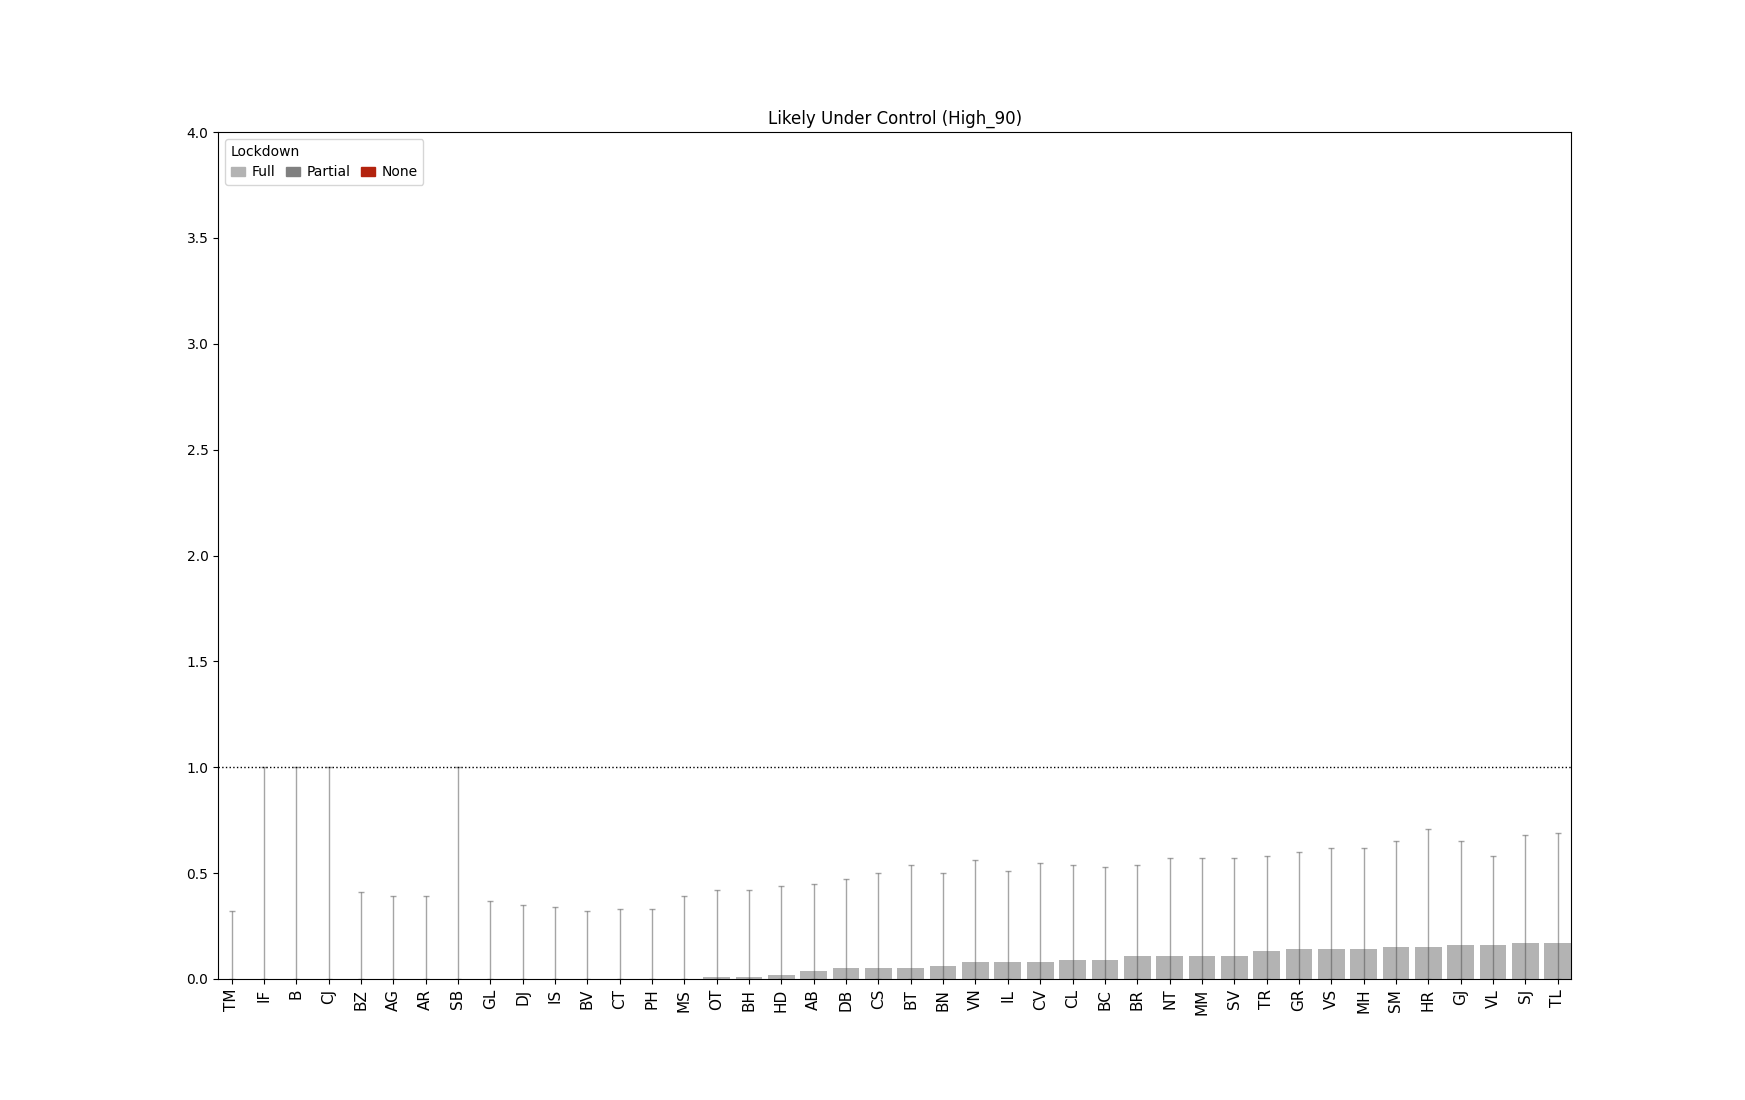 Likely Under Control (High_90)
4.0
Lockdown
Full Partial None
3.5
3.0
2.5
2.0
1.5
1.0
0.5
0.0
TM IF B CJ BZ AG AR SB GL DJ IS BV CT PH MS OT BH HD AB DB CS BT BN VN IL CV CL BC BR NT MM SV TR GR VS MH SM HR GJ VL SJ TL